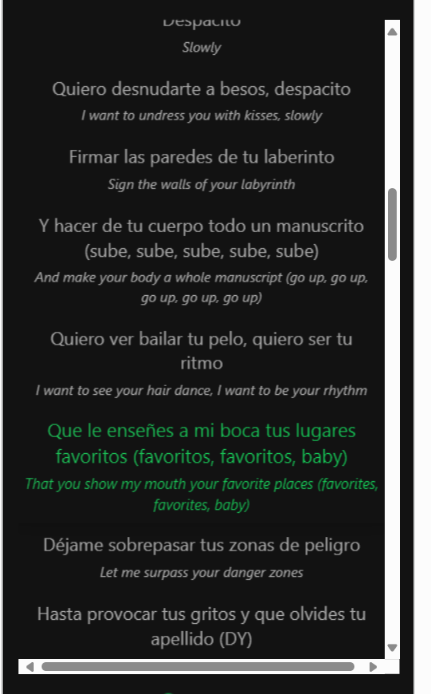 Despacito
Slowly
Quiero desnudarte a besos, despacito
I want to undress you with kisses, slowly
Firmar las paredes de tu laberinto
Sign the walls of your labyrinth
Y hacer de tu cuerpo todo un manuscrito
(sube, sube, sube, sube, sube)
And make your body a whole manuscript (go up, go up,
go up, go up, go up)
Quiero ver bailar tu pelo, quiero ser tu
ritmo
I want to see your hair dance, I want to be your rhythm
Que le enseñes a mi boca tus lugares
favoritos (favoritos, favoritos, baby)
That you show my mouth your favorite places (favorites,
favorites, baby)
Déjame sobrepasar tus zonas de peligro
Let me surpass your danger zones
Hasta provocar tus gritos y que olvides tu
apellido (DY)